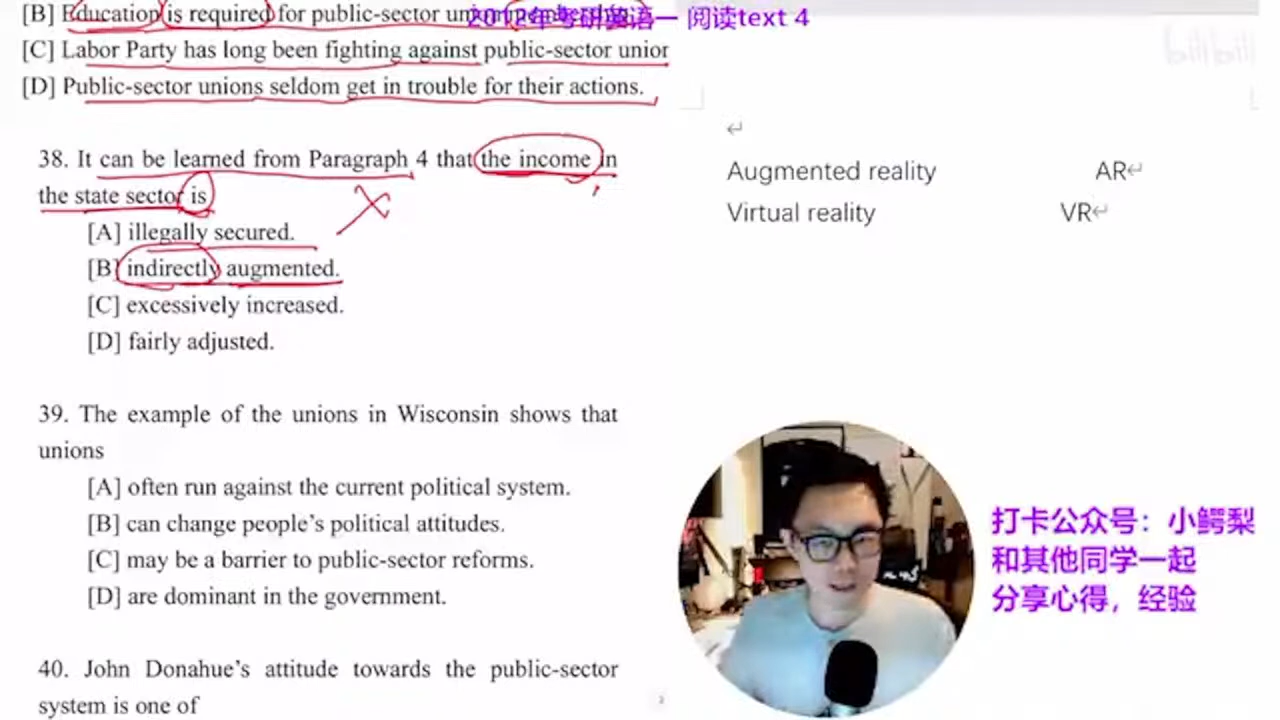 [B] Education is required for public-sector
2012年考研英语一 阅读text 4
[C] Labor Party has long been fighting against public-sector union
[D] Public-sector unions seldom get in trouble for their actions.
bilibili
38. It can be learned from Paragraph 4 that the income in
the state sector is
[A] illegally secured.
[B] indirectly augmented.
[C] excessively increased.
[D] fairly adjusted.
Augmented reality AR
Virtual reality VR
39. The example of the unions in Wisconsin shows that
unions
[A] often run against the current political system.
[B] can change people's political attitudes.
[C] may be a barrier to public-sector reforms.
[D] are dominant in the government.
打卡公众号：小鳄梨
和其他同学一起
分享心得，经验
40. John Donahue's attitude towards the public-sector
system is one of